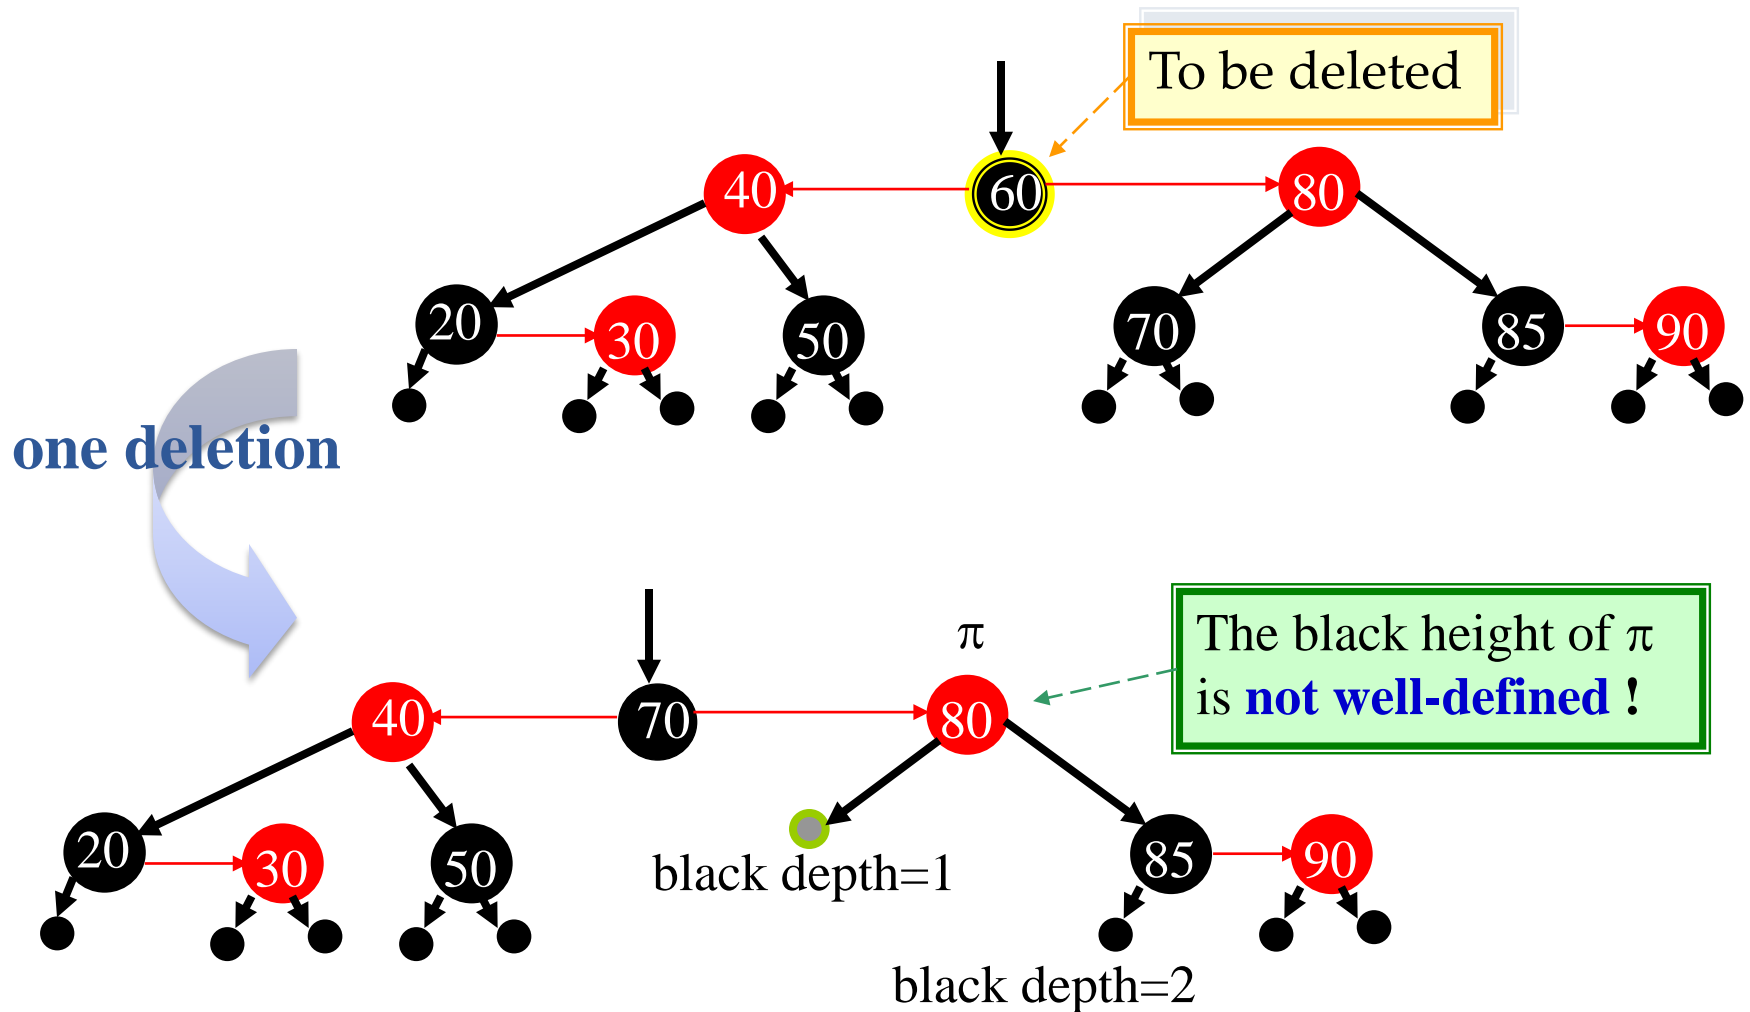 To be deleted
40
60
80
20
30
50
70
85
90
one deletion
π
The black height of π
is not well-defined !
40
70
80
20
30
50
85
90
black depth=1
black depth=2